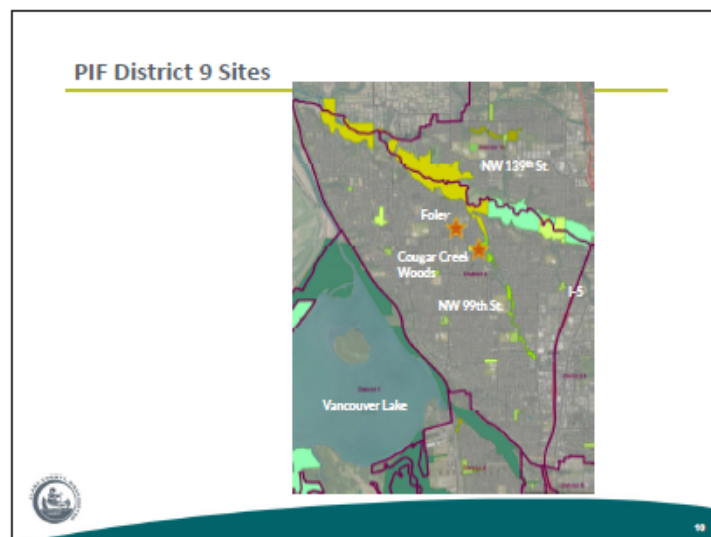 PIF District 9 Sites
NW 139th St.
Foley
Cougar Creek
Woods
NW 99th St.
I-5
Vancouver Lake
10